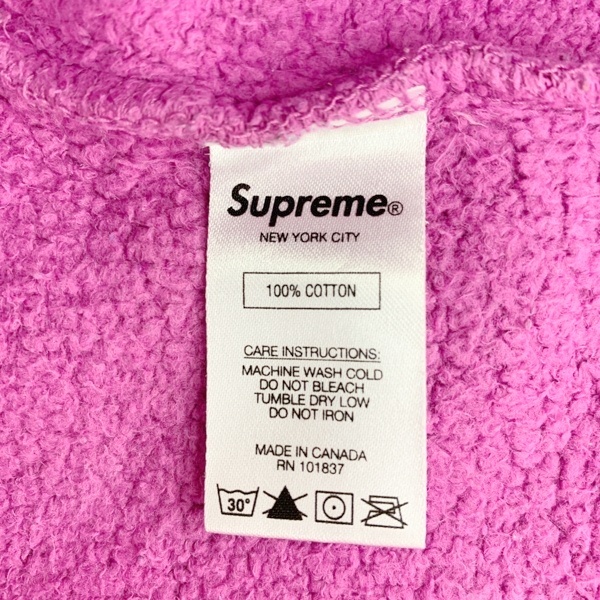 Supreme®
NEW YORK CITY
100% COTTON
CARE INSTRUCTIONS:
MACHINE WASH COLD
DO NOT BLEACH
TUMBLE DRY LOW
DO NOT IRON
MADE IN CANADA
RN 101837
30°